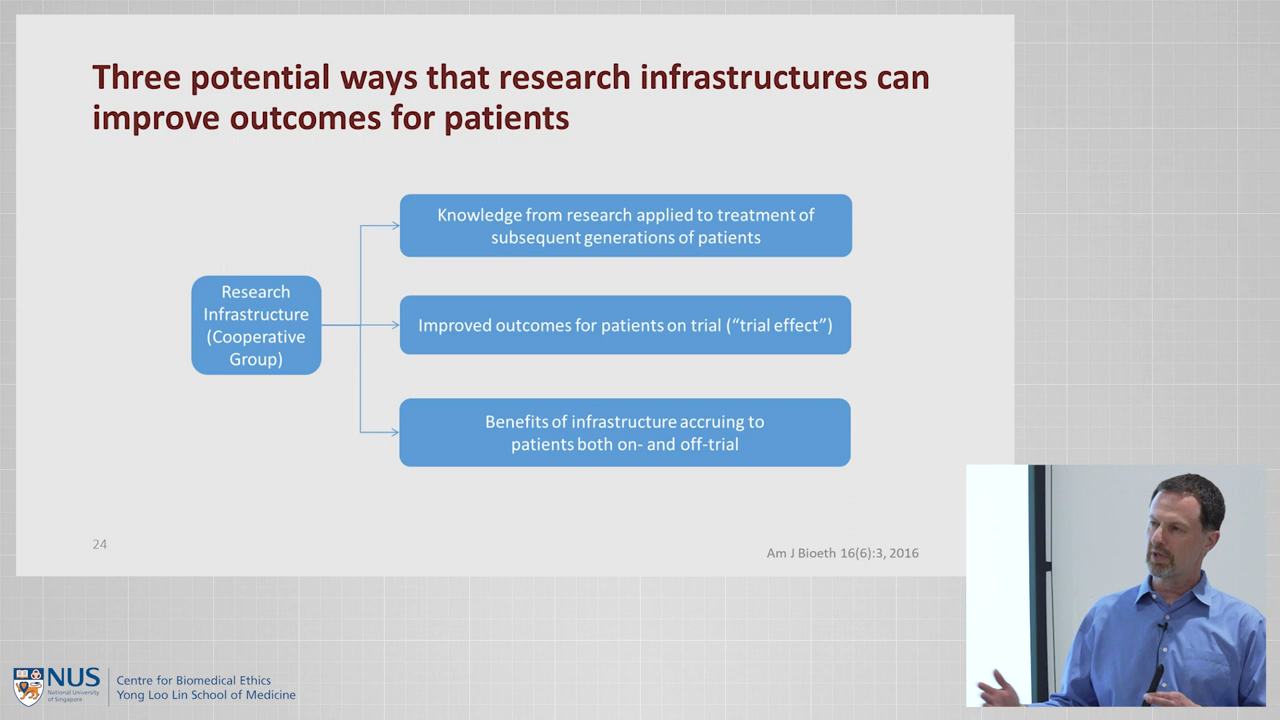 Three potential ways that research infrastructures can
improve outcomes for patients
Knowledge from research applied to treatment of
subsequent generations of patients
Research
Infrastructure
(Cooperative
Group)
Improved outcomes for patients on trial (“trial effect”)
Benefits of infrastructure accruing to
patients both on- and off-trial
24
Am J Bioeth 16(6):3, 2016
NUS
National University
of Singapore
Centre for Biomedical Ethics
Yong Loo Lin School of Medicine